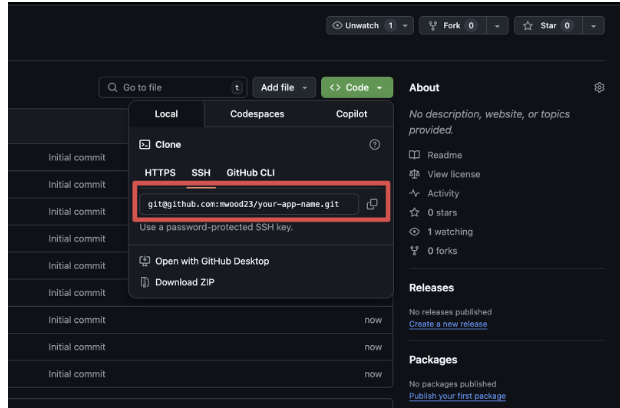 Unwatch 1
Fork 0
Star 0
Go to file t
Add file
<> Code
Local Codespaces Copilot
Clone
HTTPS SSH GitHub CLI
git@github.com:mwood23/your-app-name.git
Use a password-protected SSH key.
Open with GitHub Desktop
Download ZIP
Initial commit
Initial commit
Initial commit
Initial commit
Initial commit
Initial commit
Initial commit now
Initial commit now
Initial commit now
About
No description, website, or topics
provided.
Readme
View license
Activity
0 stars
1 watching
0 forks
Releases
No releases published
Create a new release
Packages
No packages published
Publish your first package